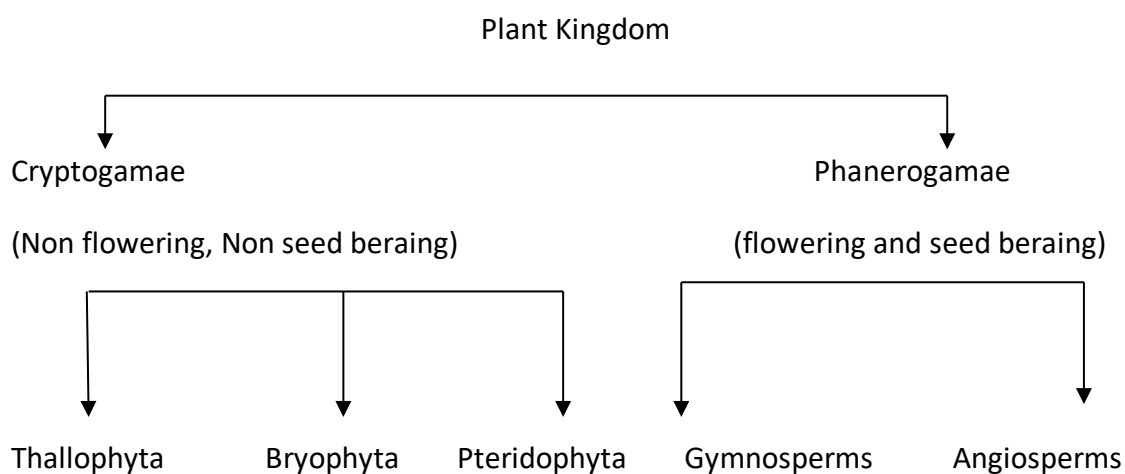 Plant Kingdom
Cryptogamae Phanerogamae
(Non flowering, Non seed beraing) (flowering and seed beraing)
Thallophyta Bryophyta Pteridophyta Gymnosperms Angiosperms